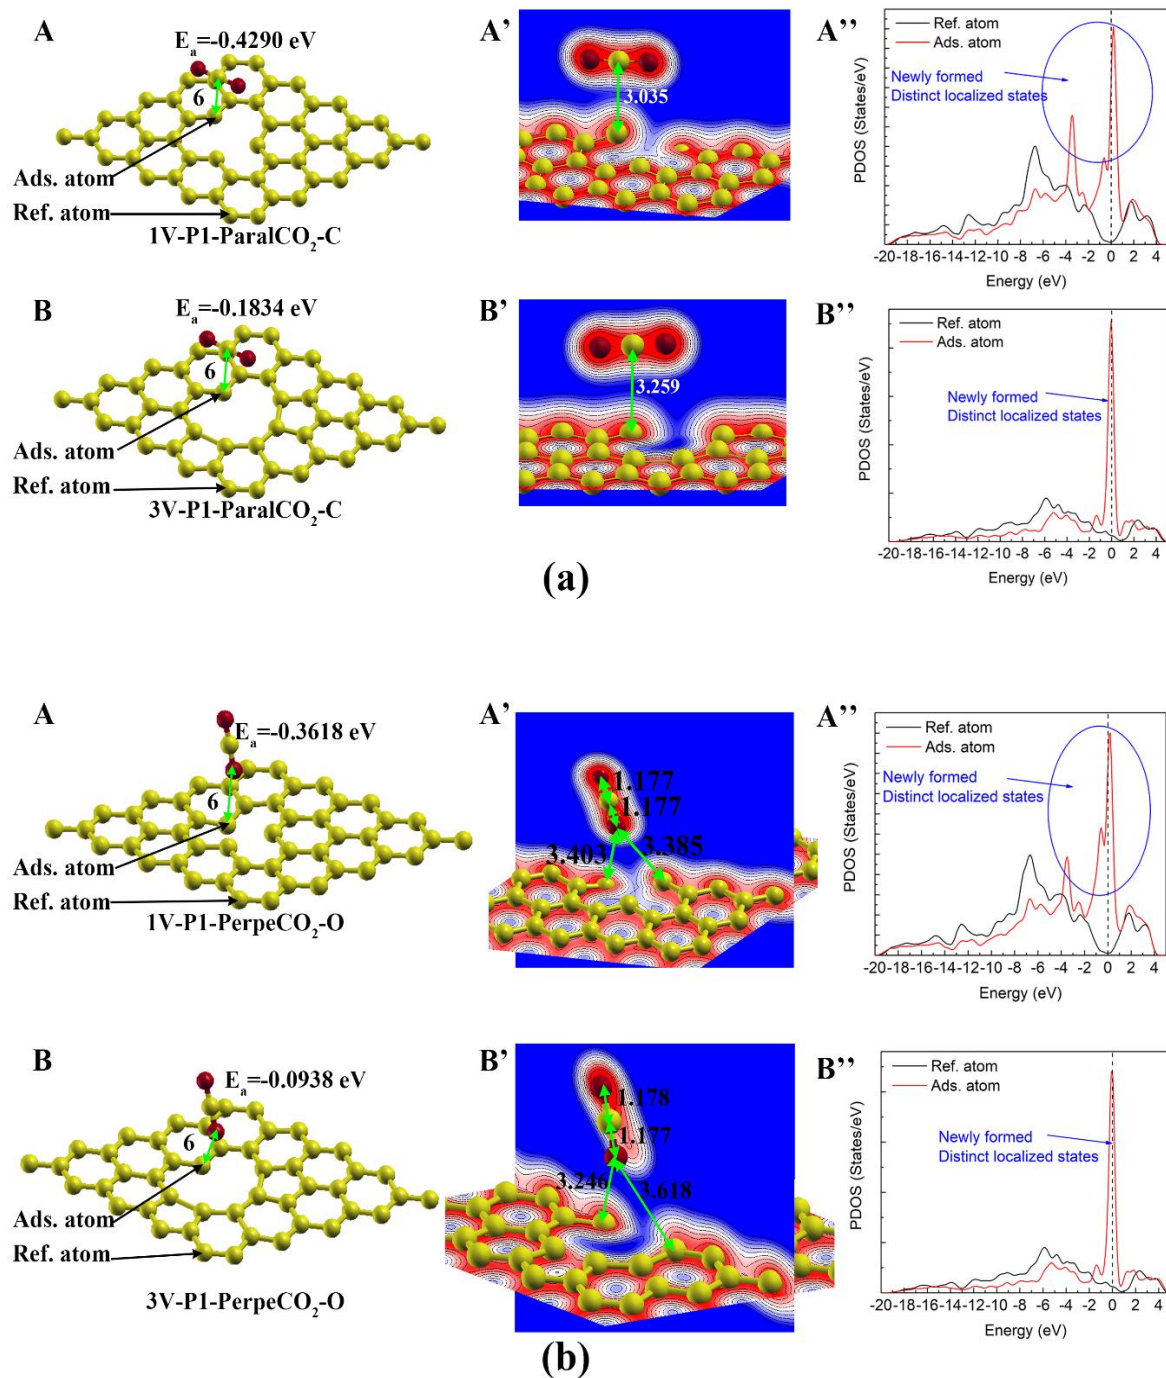 A
Eₐ=-0.4290 eV
6
Ads. atom
Ref. atom
1V-P1-ParalCO₂-C
A’
3.035
A’’
Ref. atom
Ads. atom
Newly formed
Distinct localized states
PDOS (States/eV)
-20 -18 -16 -14 -12 -10 -8 -6 -4 -2 0 2 4
Energy (eV)
B
Eₐ=-0.1834 eV
6
Ads. atom
Ref. atom
3V-P1-ParalCO₂-C
B’
3.259
B’’
Ref. atom
Ads. atom
Newly formed
Distinct localized states
PDOS (States/eV)
-20 -18 -16 -14 -12 -10 -8 -6 -4 -2 0 2 4
Energy (eV)
(a)
A
Eₐ=-0.3618 eV
6
Ads. atom
Ref. atom
1V-P1-PerpeCO₂-O
A’
1.177
1.177
3.403
3.385
A’’
Ref. atom
Ads. atom
Newly formed
Distinct localized states
PDOS (States/eV)
-20 -18 -16 -14 -12 -10 -8 -6 -4 -2 0 2 4
Energy (eV)
B
Eₐ=-0.0938 eV
6
Ads. atom
Ref. atom
3V-P1-PerpeCO₂-O
B’
1.178
1.177
3.246
3.618
B’’
Ref. atom
Ads. atom
Newly formed
Distinct localized states
PDOS (States/eV)
-20 -18 -16 -14 -12 -10 -8 -6 -4 -2 0 2 4
Energy (eV)
(b)